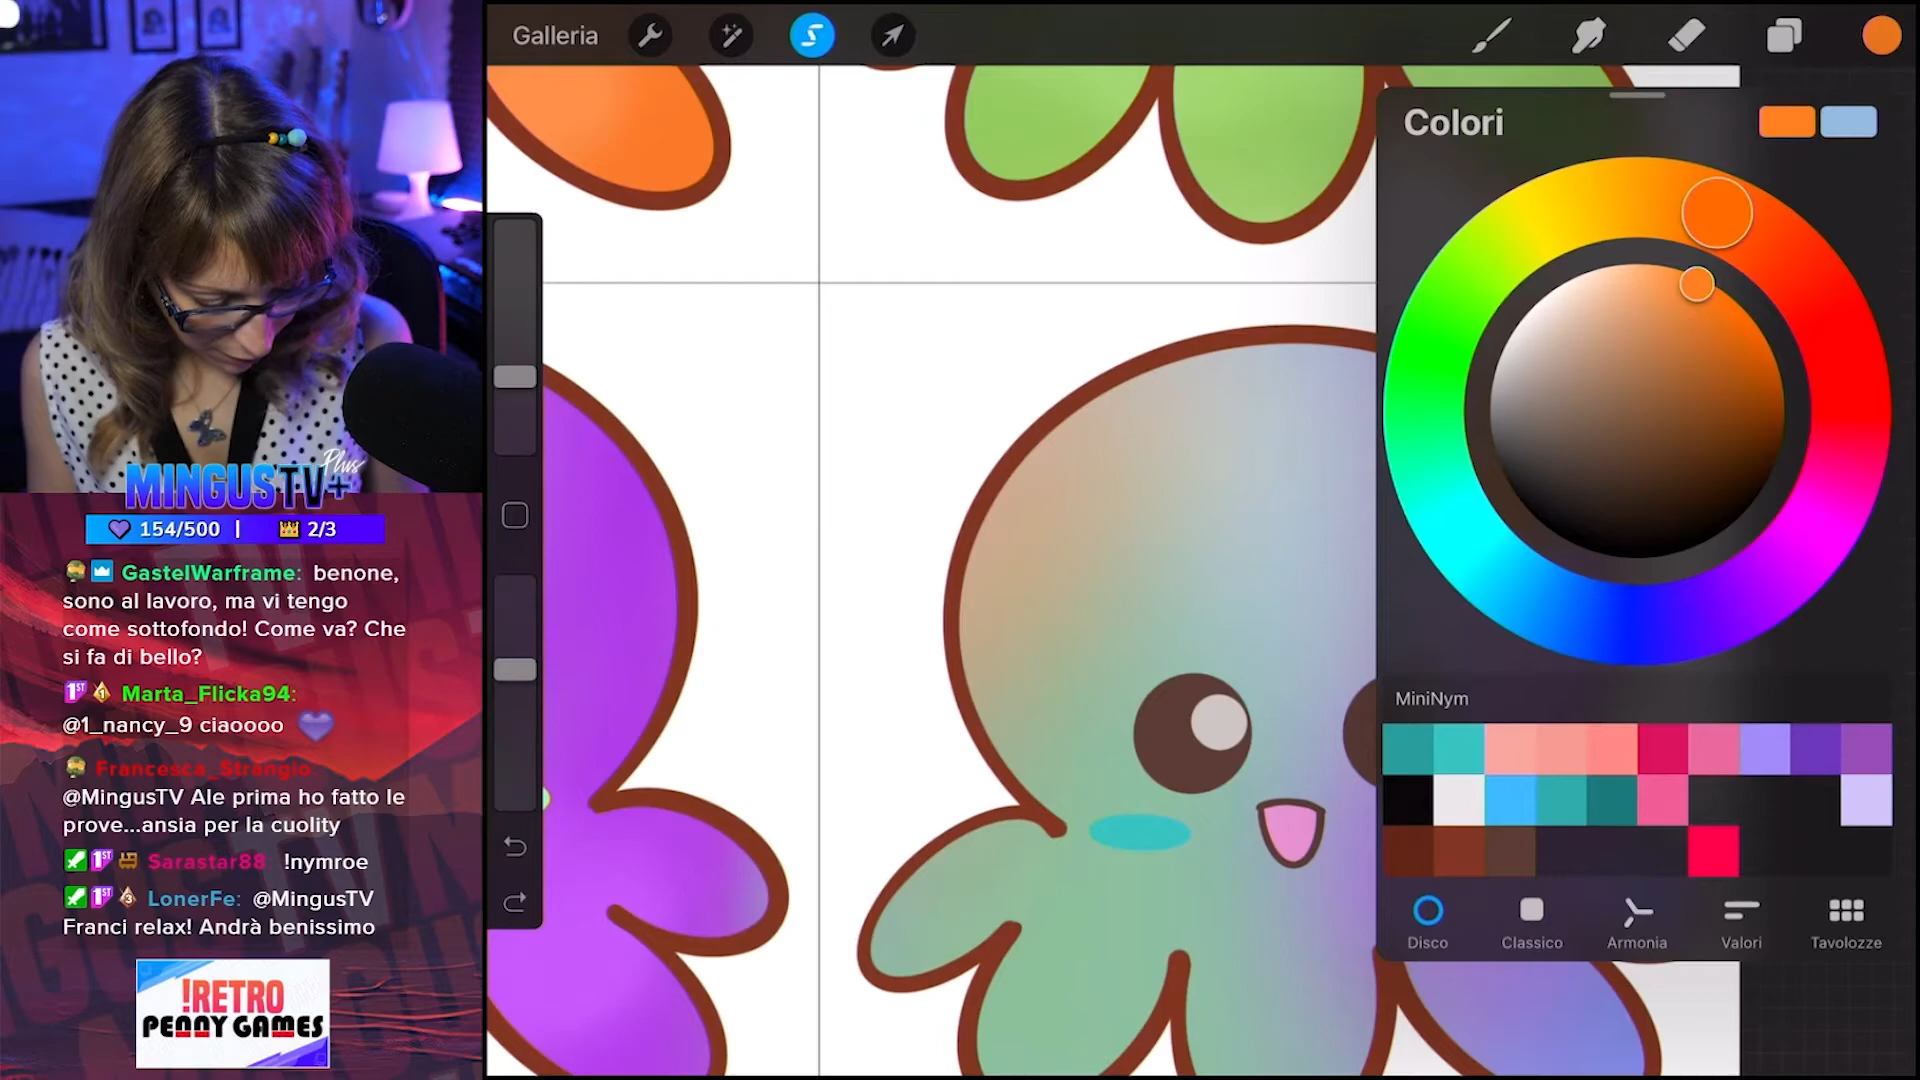 Galleria
Colori
MINGUSTV+
Plus
154/500 | 2/3
GastelWarframe: benone,
sono al lavoro, ma vi tengo
come sottofondo! Come va? Che
si fa di bello?
Marta_Flicka94:
@1_nancy_9 ciaoooo
Francesca_Strangio:
@MingusTV Ale prima ho fatto le
prove...ansia per la cuolity
Sarastar88 !nymroe
LonerFe: @MingusTV
Franci relax! Andrà benissimo
!RETRO
PENNY GAMES
MiniNym
Disco
Classico
Armonia
Valori
Tavolozze